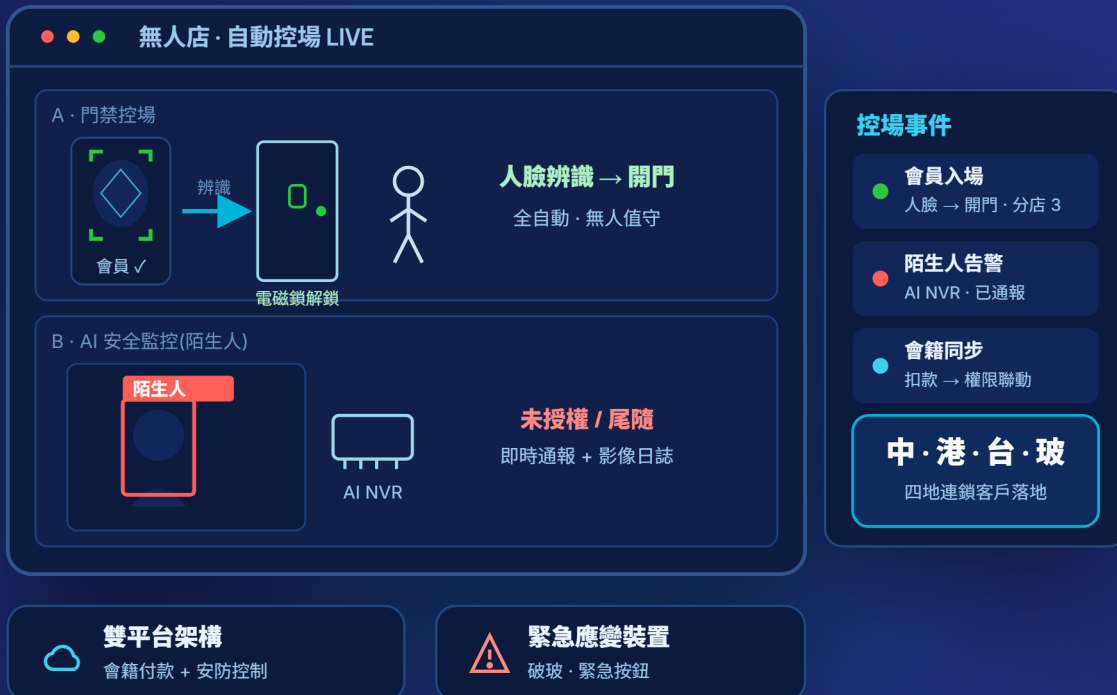 無人店 · 自動控場 LIVE
A · 門禁控場
辨識
會員 ✓
電磁鎖解鎖
人臉辨識 → 開門
全自動 · 無人值守
B · AI 安全監控(陌生人)
陌生人
AI NVR
未授權 / 尾隨
即時通報 + 影像日誌
控場事件
會員入場
人臉 → 開門 · 分店 3
陌生人告警
AI NVR · 已通報
會籍同步
扣款 → 權限聯動
中 · 港 · 台 · 玻
四地連鎖客戶落地
雙平台架構
會籍付款 + 安防控制
緊急應變裝置
破玻 · 緊急按鈕